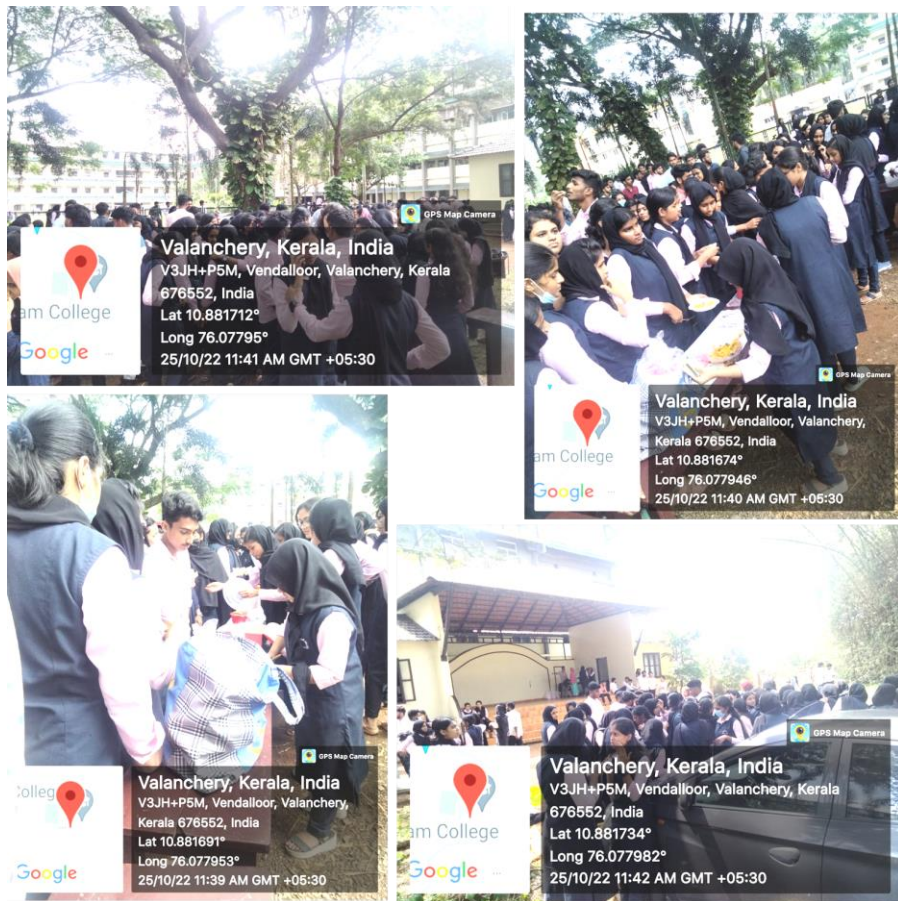 GPS Map Camera
Valanchery, Kerala, India
V3JH+P5M, Vendalloor, Valanchery, Kerala
676552, India
Lat 10.881712°
Long 76.07795°
25/10/22 11:41 AM GMT +05:30
am College
Google
GPS Map Camera
Valanchery, Kerala, India
V3JH+P5M, Vendalloor, Valanchery,
Kerala 676552, India
Lat 10.881674°
Long 76.077946°
25/10/22 11:40 AM GMT +05:30
am College
Google
GPS Map Camera
Valanchery, Kerala, India
V3JH+P5M, Vendalloor, Valanchery,
Kerala 676552, India
Lat 10.881691°
Long 76.077953°
25/10/22 11:39 AM GMT +05:30
College
Google
GPS Map Camera
Valanchery, Kerala, India
V3JH+P5M, Vendalloor, Valanchery, Kerala
676552, India
Lat 10.881734°
Long 76.077982°
25/10/22 11:42 AM GMT +05:30
am College
Google